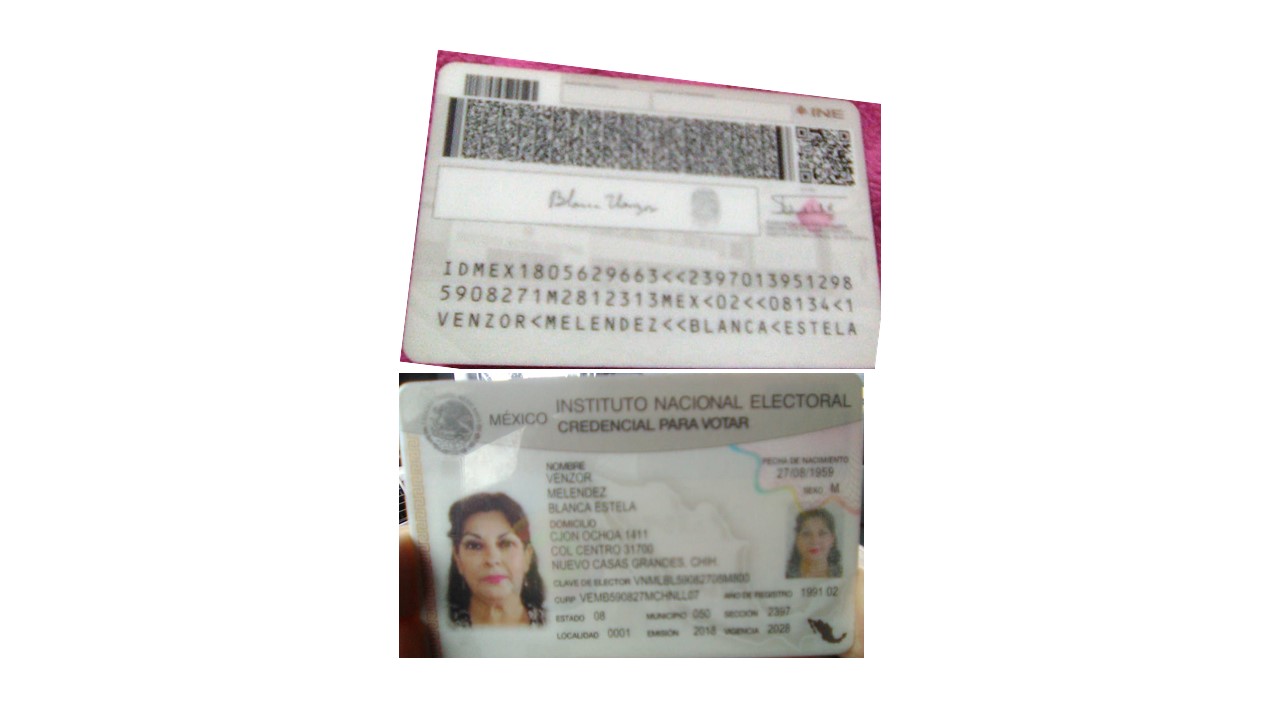 INE
IDMEX1805629663<<2397013951298
5908271M2812313MEX<02<<08134<1
VENZOR<MELENDEZ<<BLANCA<ESTELA
MÉXICO INSTITUTO NACIONAL ELECTORAL
CREDENCIAL PARA VOTAR
NOMBRE
VENZOR
MELENDEZ
BLANCA ESTELA
FECHA DE NACIMIENTO
27/08/1959
SEXO M
DOMICILIO
CJON OCHOA 1411
COL CENTRO 31700
NUEVO CASAS GRANDES, CHIH.
CLAVE DE ELECTOR VNMLBL59082708M800
CURP VEMB590827MCHNLL07 AÑO DE REGISTRO 1991 02
ESTADO 08 MUNICIPIO 050 SECCIÓN 2397
LOCALIDAD 0001 EMISIÓN 2018 VIGENCIA 2028